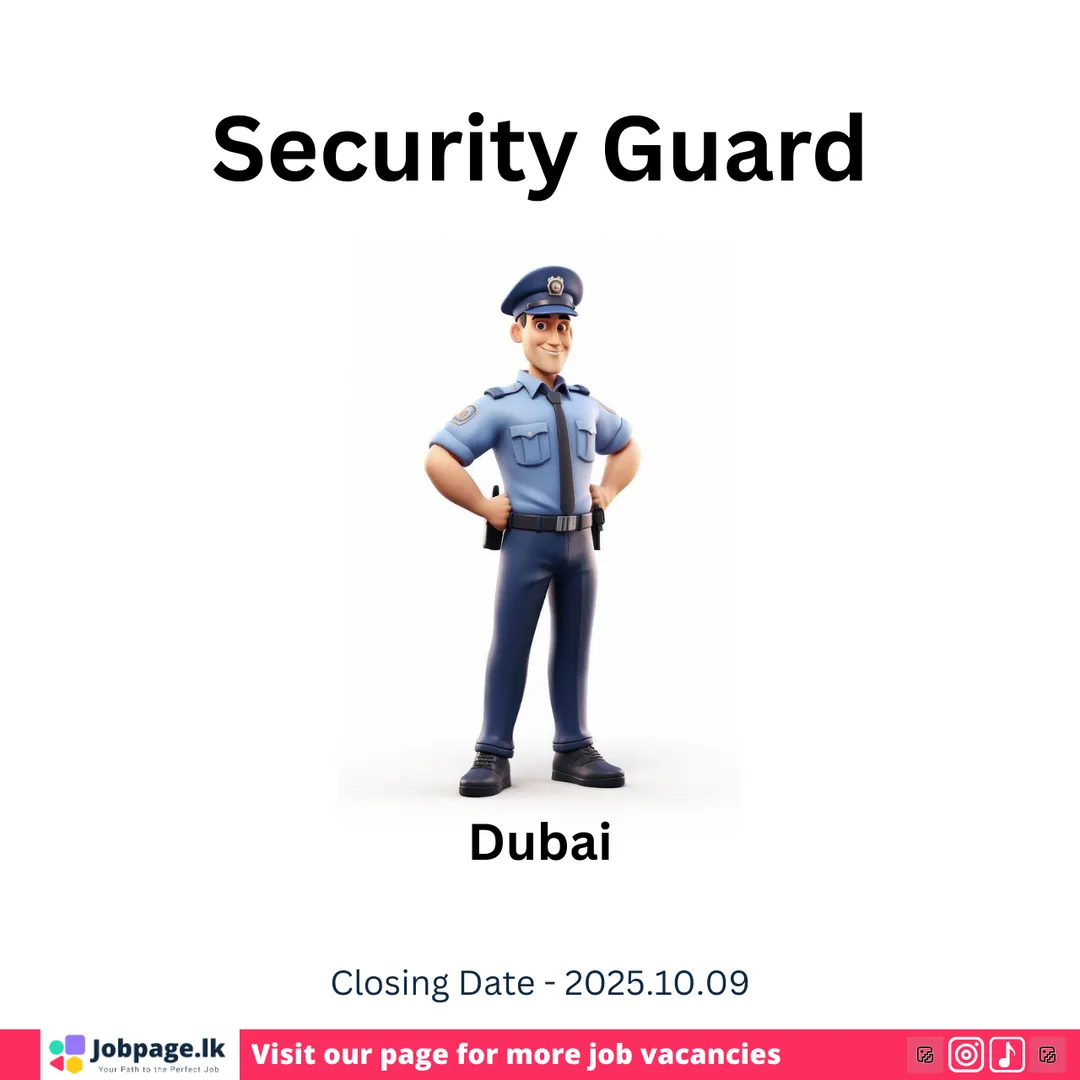 Security Guard
Dubai
Closing Date - 2025.10.09
Jobpage.lk
Your Path to the Perfect Job
Visit our page for more job vacancies